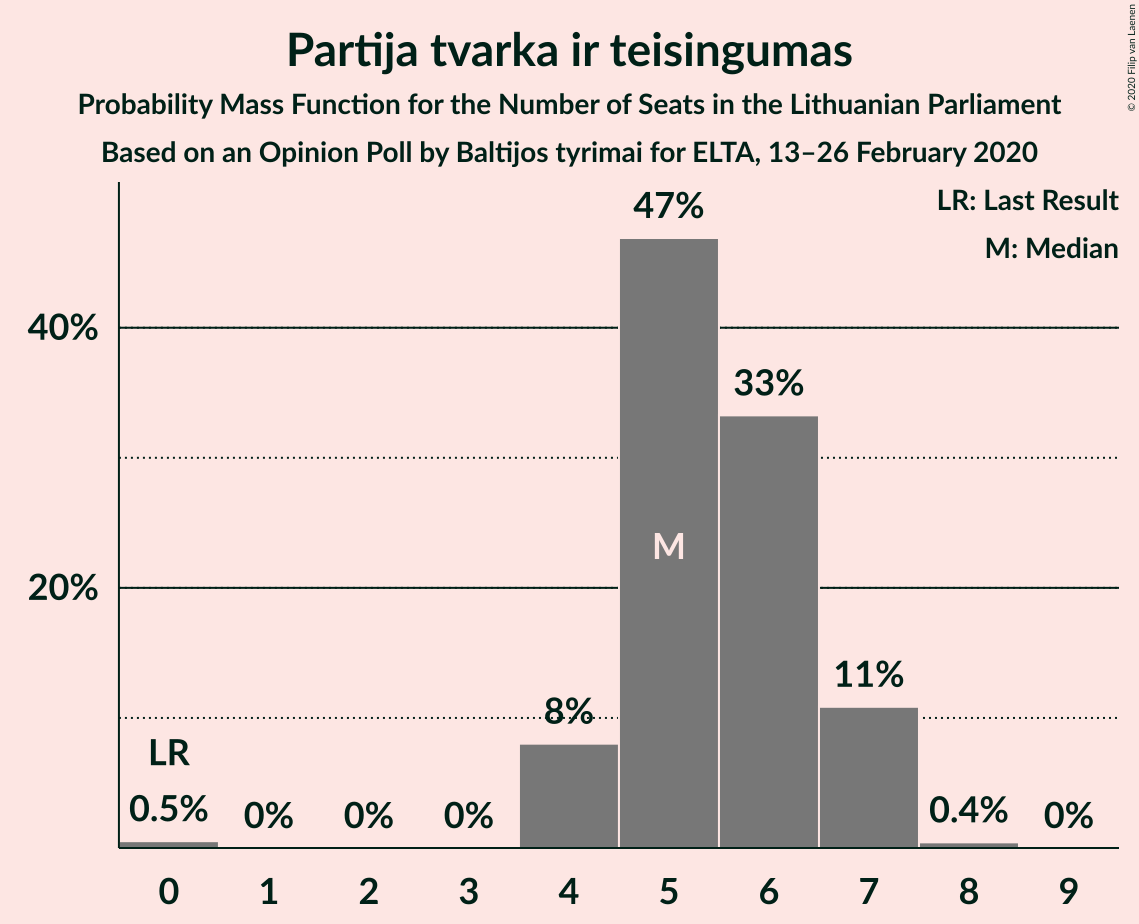 Partija tvarka ir teisingumas
Probability Mass Function for the Number of Seats in the Lithuanian Parliament
Based on an Opinion Poll by Baltijos tyrimai for ELTA, 13–26 February 2020
© 2020 Filip van Laenen
LR: Last Result
M: Median
47%
40%
33%
M
20%
11%
8%
LR
0.5%
0%
0%
0%
0.4%
0%
0 1 2 3 4 5 6 7 8 9